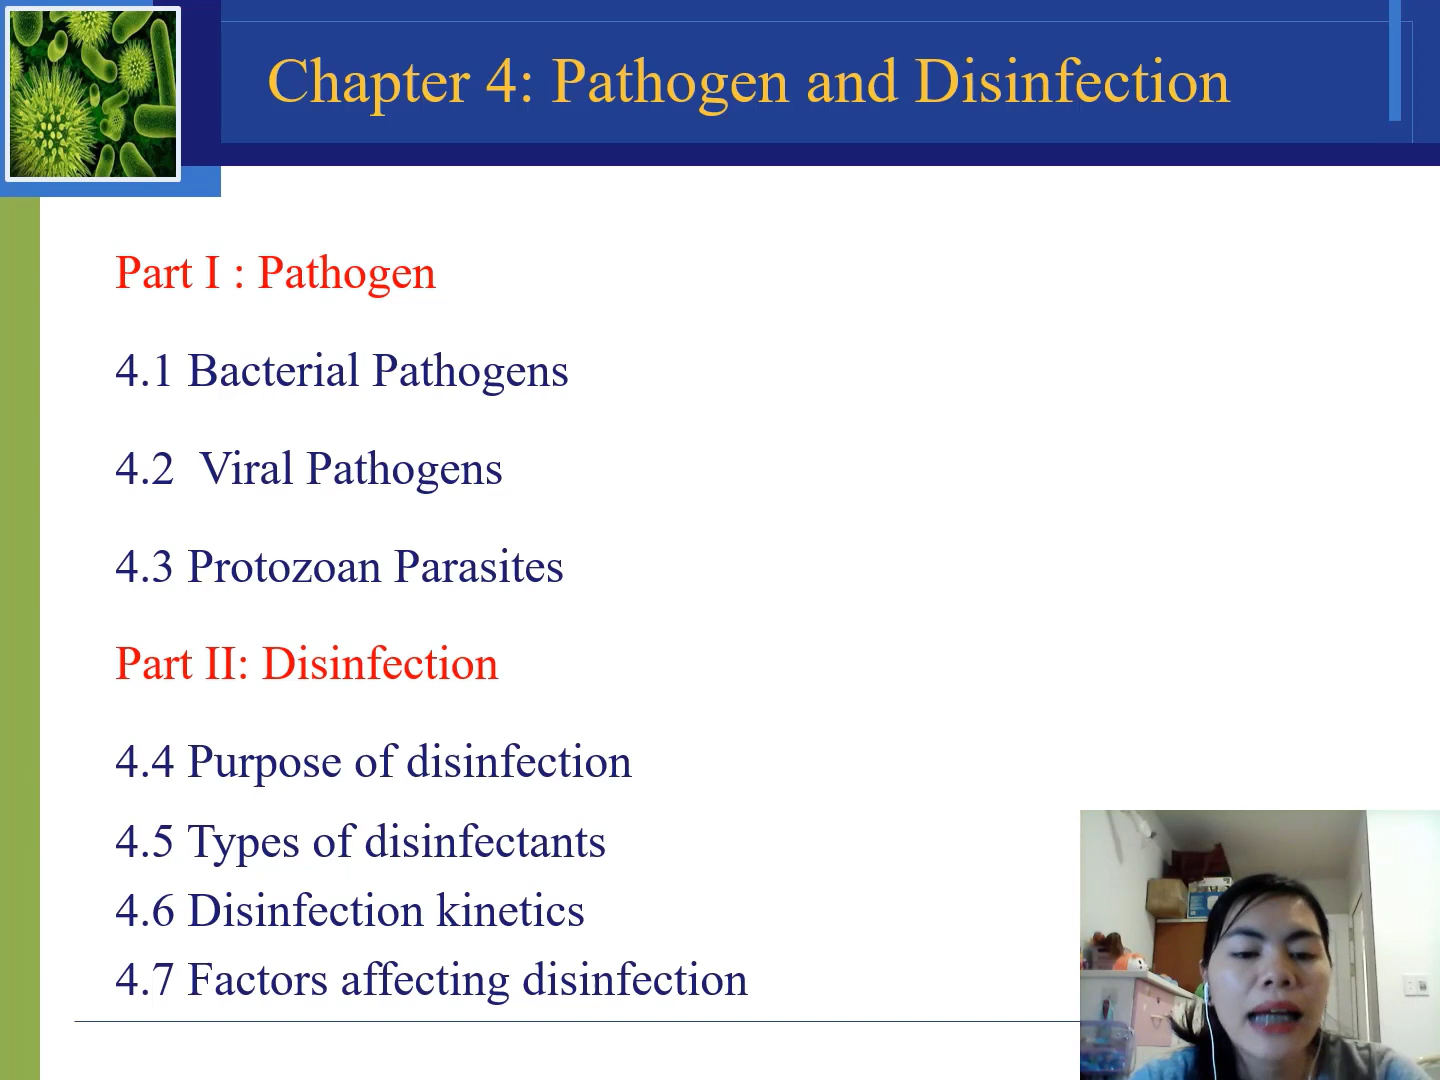 Chapter 4: Pathogen and Disinfection
Part I : Pathogen
4.1 Bacterial Pathogens
4.2  Viral Pathogens
4.3 Protozoan Parasites
Part II: Disinfection
4.4 Purpose of disinfection
4.5 Types of disinfectants
4.6 Disinfection kinetics
4.7 Factors affecting disinfection